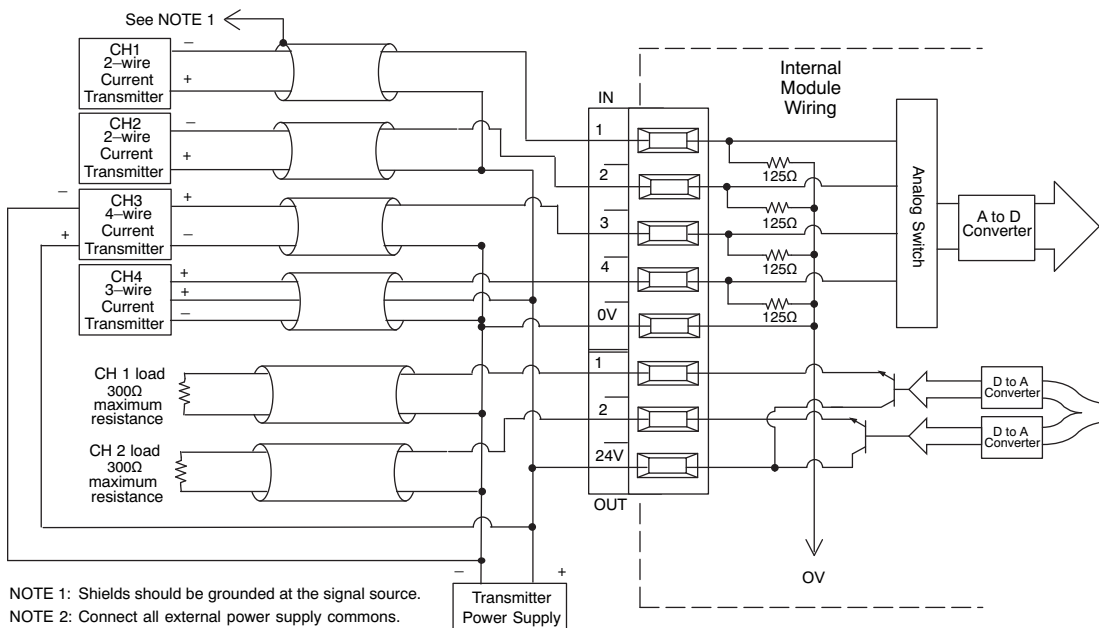 See NOTE 1
CH1
2–wire
Current
Transmitter
–
+
CH2
2–wire
Current
Transmitter
–
+
CH3
4–wire
Current
Transmitter
–
+
+
–
CH4
3–wire
Current
Transmitter
+
+
–
CH 1 load
300Ω
maximum
resistance
CH 2 load
300Ω
maximum
resistance
IN
1
2
3
4
0V
1
2
24V
OUT
Internal
Module
Wiring
125Ω
125Ω
125Ω
125Ω
Analog Switch
A to D
Converter
D to A
Converter
D to A
Converter
OV
–
+
Transmitter
Power Supply
NOTE 1: Shields should be grounded at the signal source.
NOTE 2: Connect all external power supply commons.